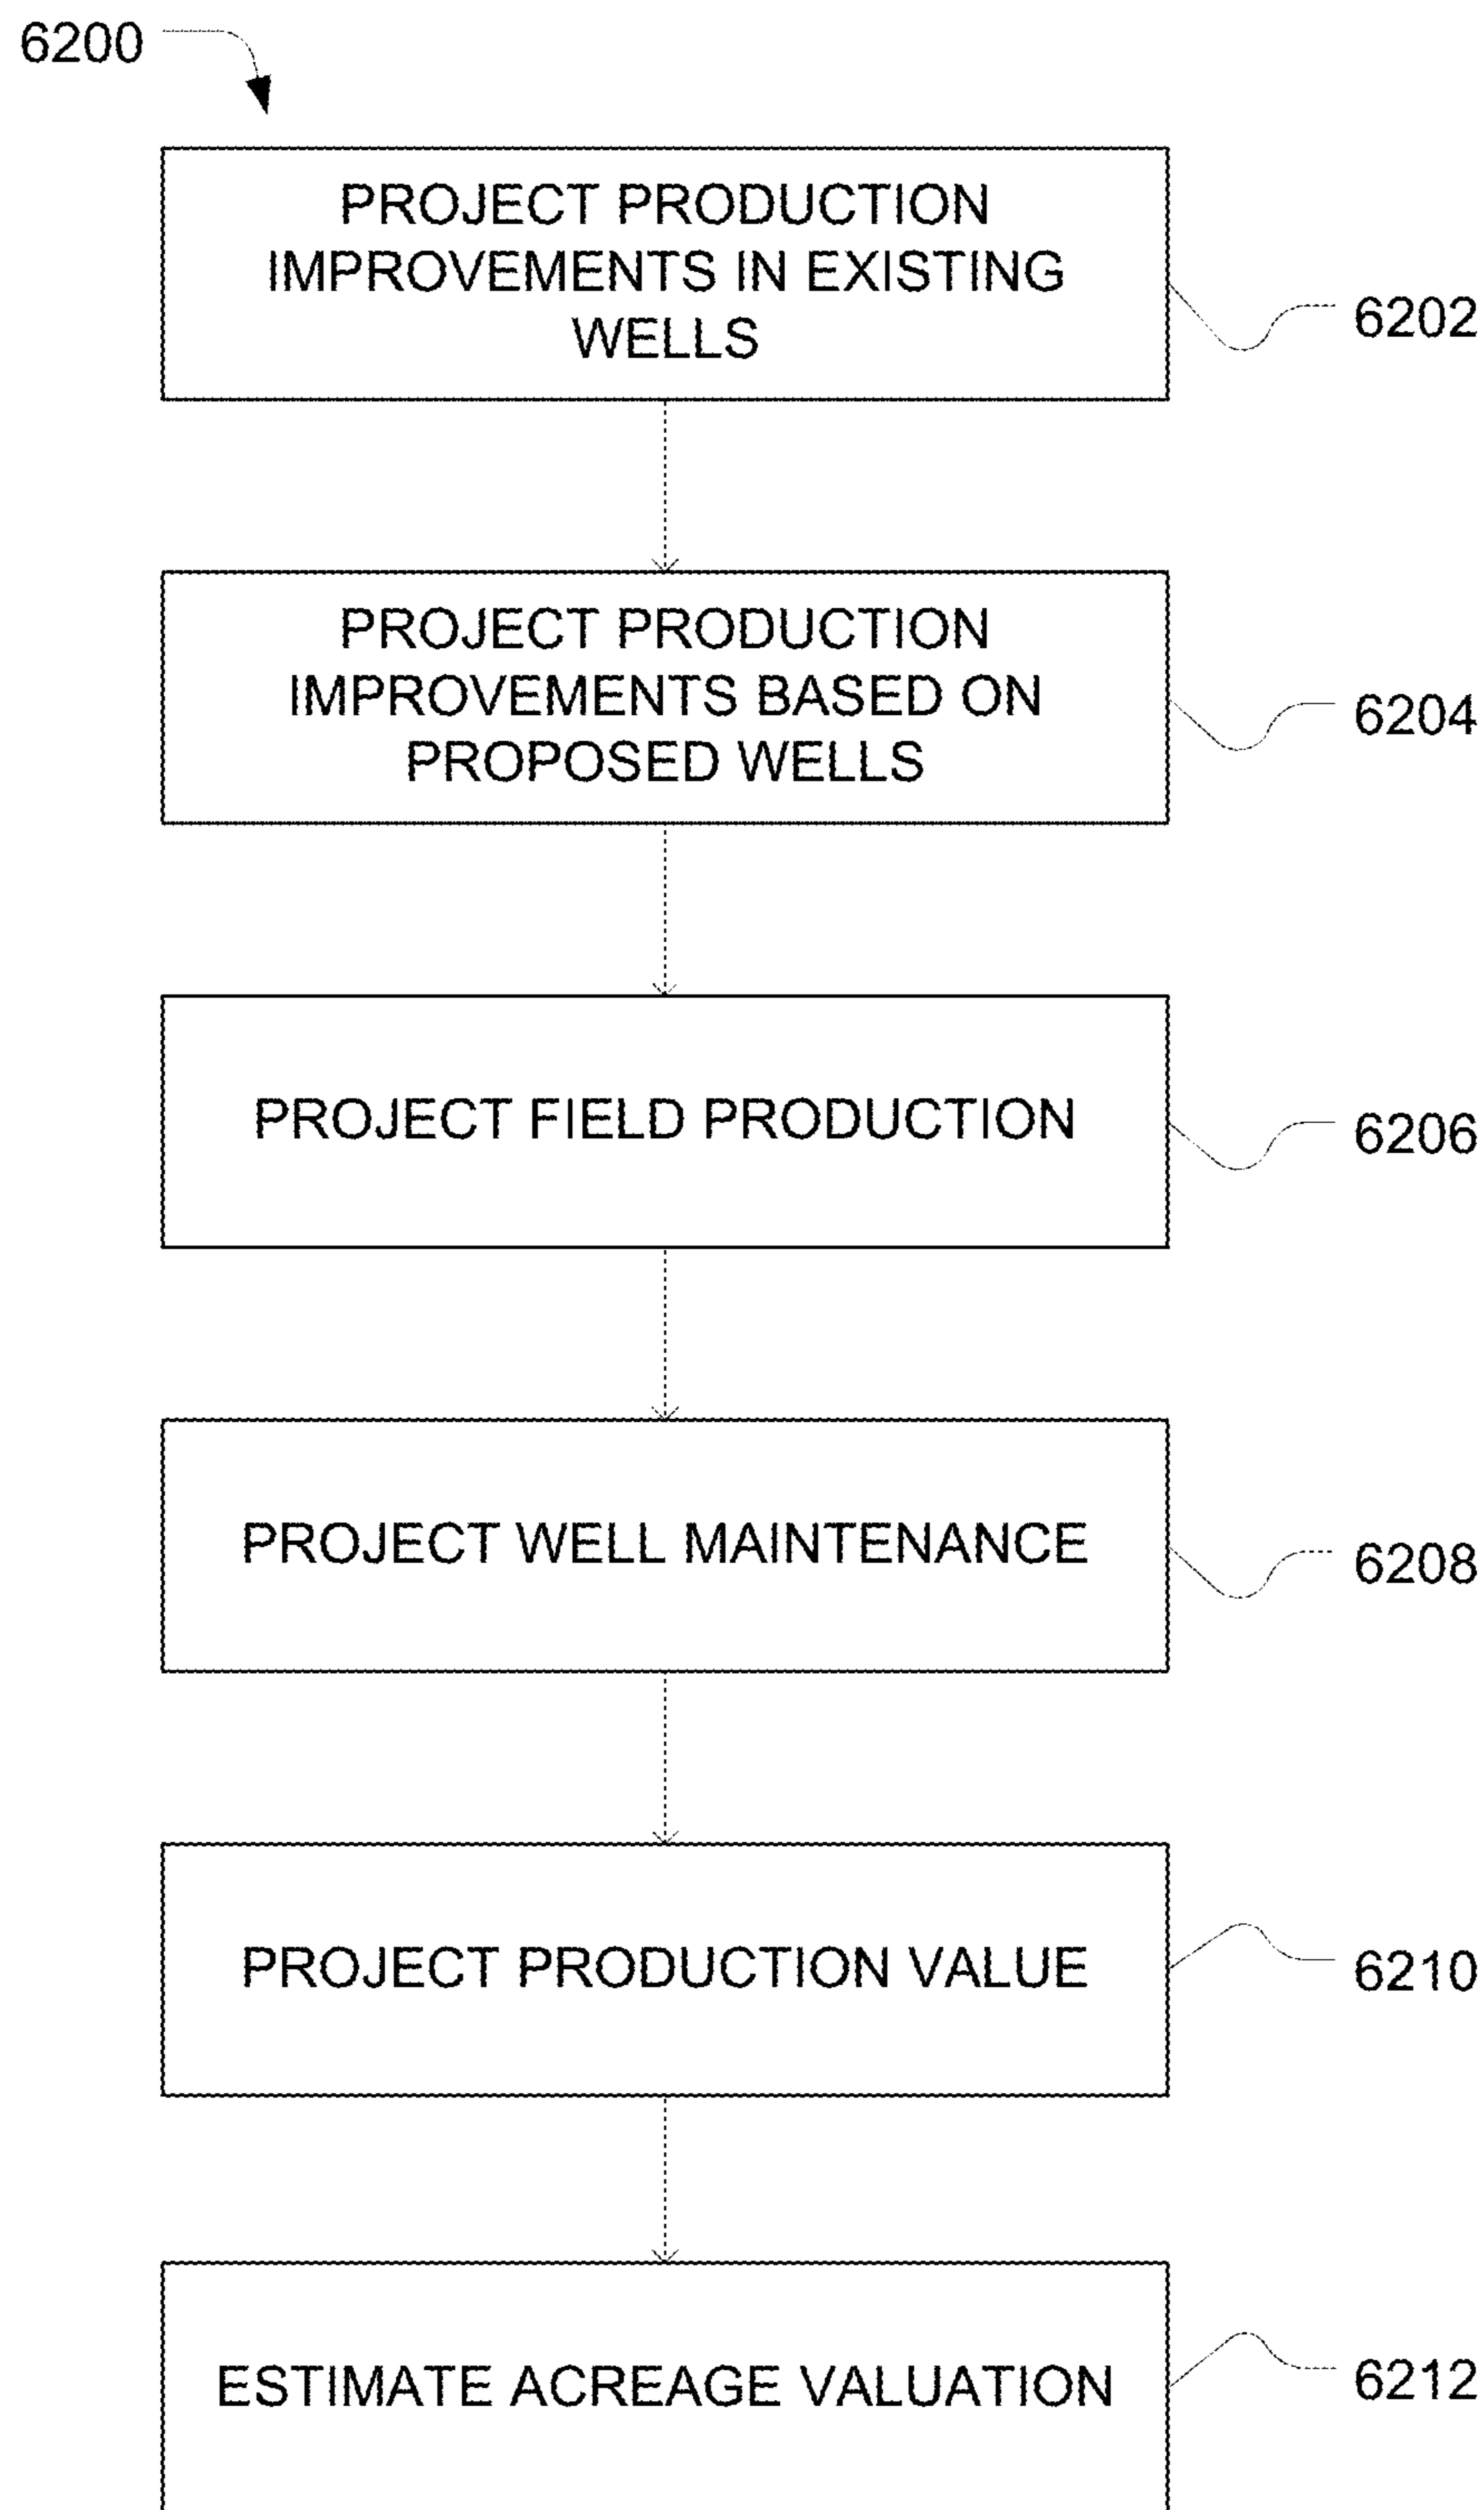 6200
PROJECT PRODUCTION
IMPROVEMENTS IN EXISTING
WELLS
6202
PROJECT PRODUCTION
IMPROVEMENTS BASED ON
PROPOSED WELLS
6204
PROJECT FIELD PRODUCTION
6206
PROJECT WELL MAINTENANCE
6208
PROJECT PRODUCTION VALUE
6210
ESTIMATE ACREAGE VALUATION
6212